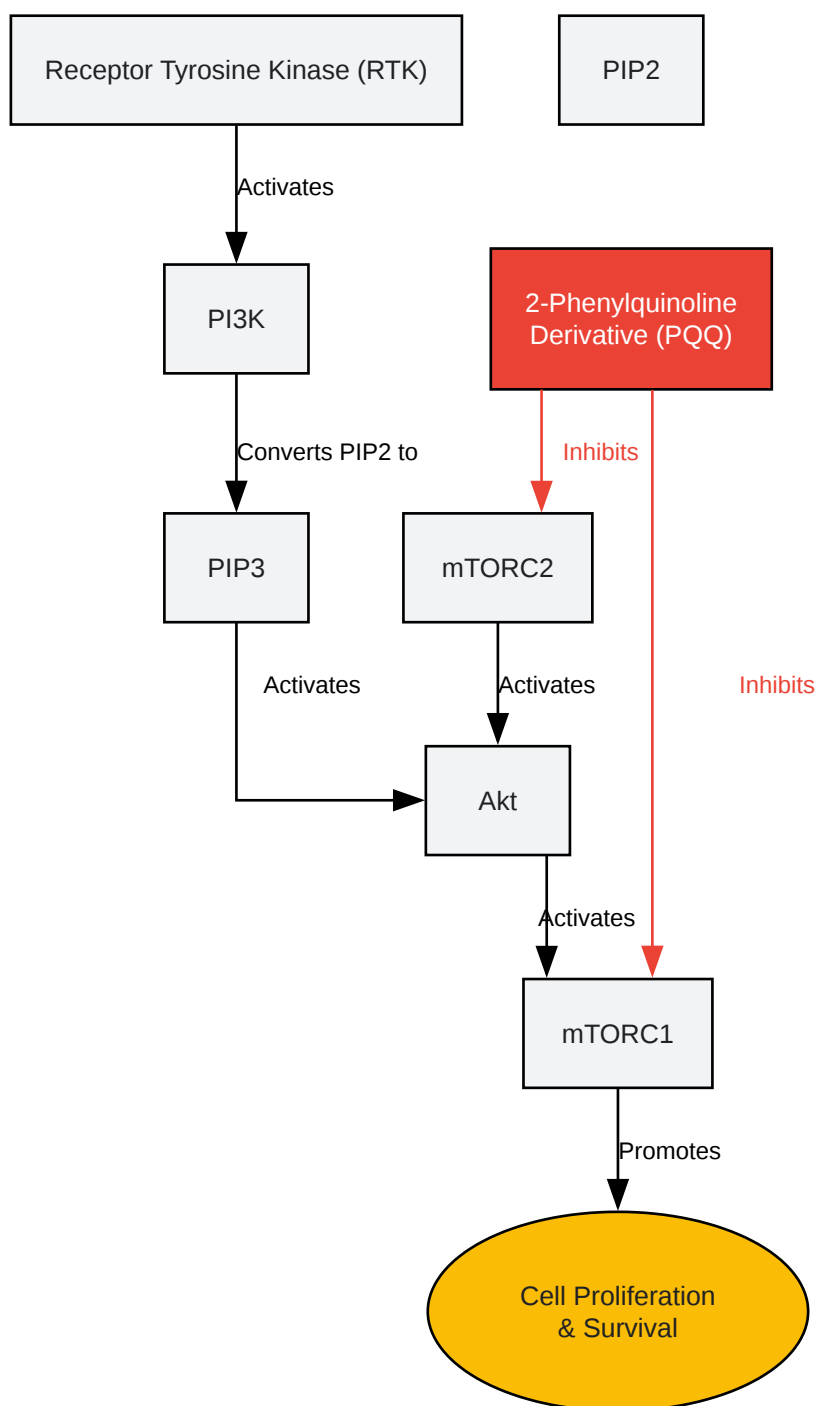 Receptor Tyrosine Kinase (RTK)
PIP2
Activates
PI3K
2-Phenylquinoline
Derivative (PQQ)
Converts PIP2 to
Inhibits
PIP3
mTORC2
Activates
Activates
Inhibits
Akt
Activates
mTORC1
Promotes
Cell Proliferation
& Survival